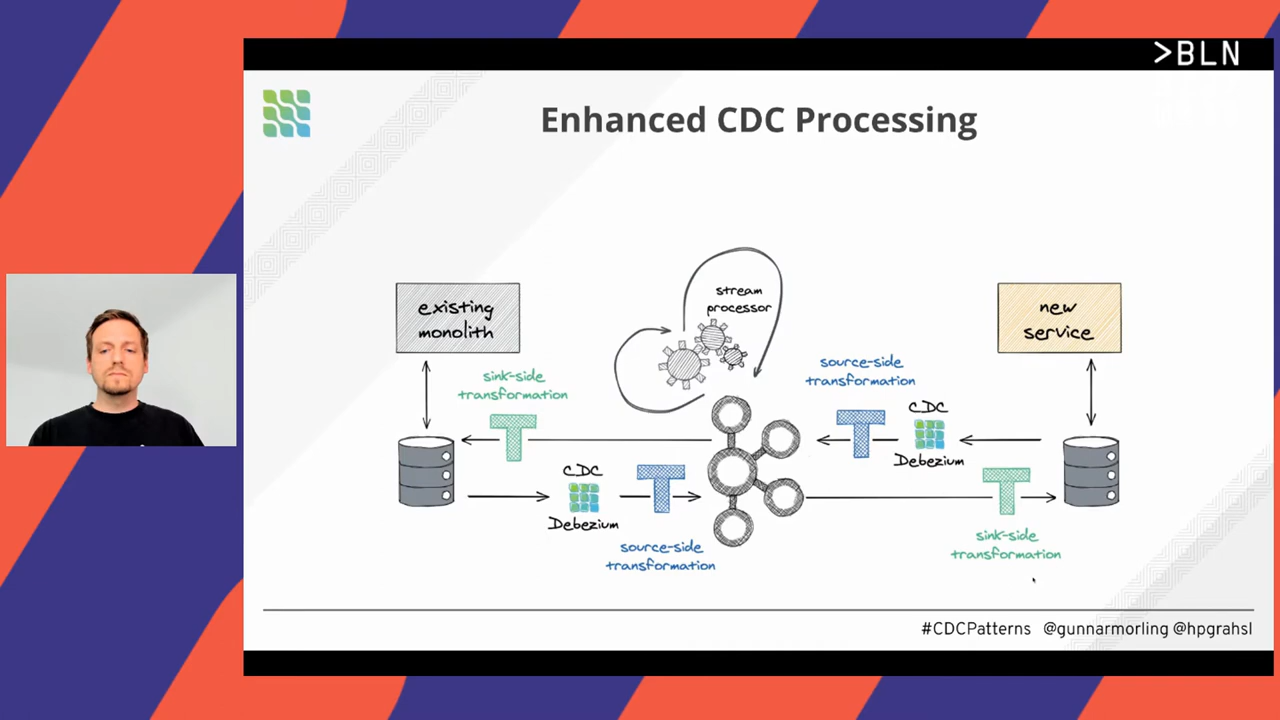 >BLN
Enhanced CDC Processing
existing
monolith
stream
processor
new
service
sink-side
transformation
source-side
transformation
CDC
Debezium
CDC
Debezium
source-side
transformation
sink-side
transformation
#CDCPatterns @gunnarmorling @hpgrahsl